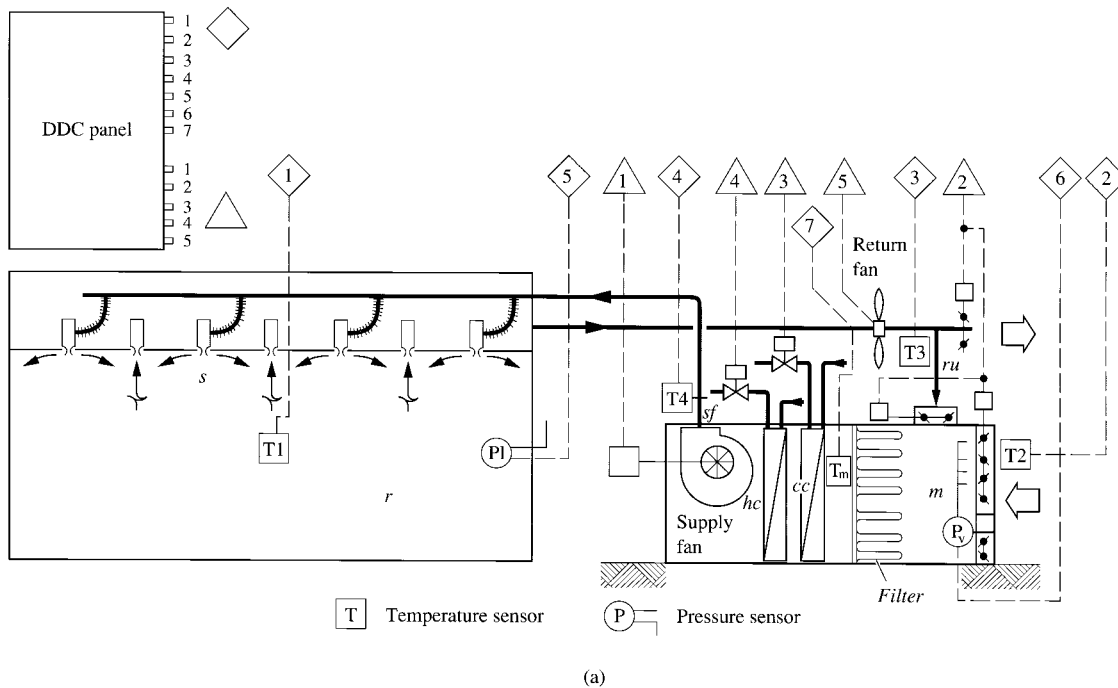 1
2
3
4
5
6
7
DDC panel
1
2
3
4
5
1
5
1
4
4
3
5
3
2
6
2
7
Return
fan
s
T1
r
P1
T4
sf
T3
ru
hc
cc
Tm
m
T2
Pv
Supply
fan
Filter
T Temperature sensor
P Pressure sensor
(a)